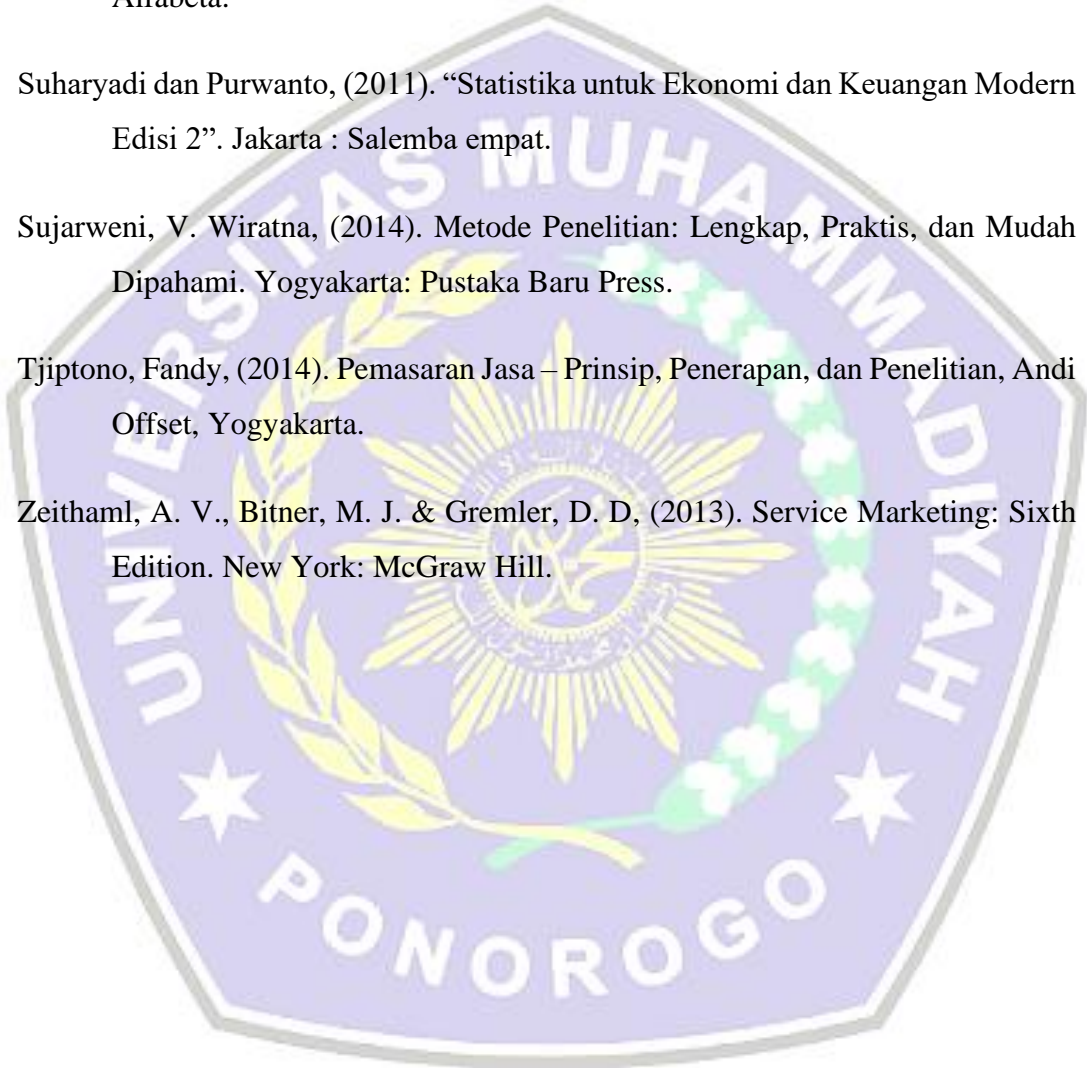 Alfabeta.
Suharyadi dan Purwanto, (2011). “Statistika untuk Ekonomi dan Keuangan Modern
Edisi 2”. Jakarta : Salemba empat.
Sujarweni, V. Wiratna, (2014). Metode Penelitian: Lengkap, Praktis, dan Mudah
Dipahami. Yogyakarta: Pustaka Baru Press.
Tjiptono, Fandy, (2014). Pemasaran Jasa – Prinsip, Penerapan, dan Penelitian, Andi
Offset, Yogyakarta.
Zeithaml, A. V., Bitner, M. J. & Gremler, D. D, (2013). Service Marketing: Sixth
Edition. New York: McGraw Hill.
UNIVERSITAS MUHAMMADIYAH
PONOROGO